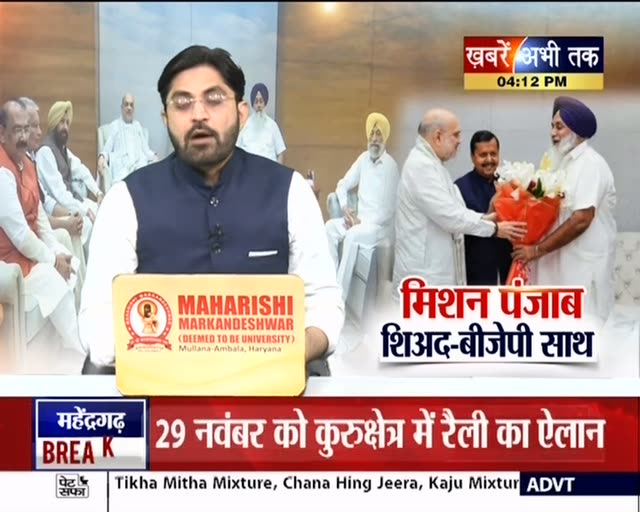 ख़बरें अभी तक
04:12 PM
मिशन पंजाब
शिअद-बीजेपी साथ
MAHARISHI
MARKANDESHWAR
(DEEMED TO BE UNIVERSITY)
Mullana-Ambala, Haryana
महेंद्रगढ़
BREA K
29 नवंबर को कुरुक्षेत्र में रैली का ऐलान
पेट सफा
Tikha Mitha Mixture, Chana Hing Jeera, Kaju Mixtur
ADVT